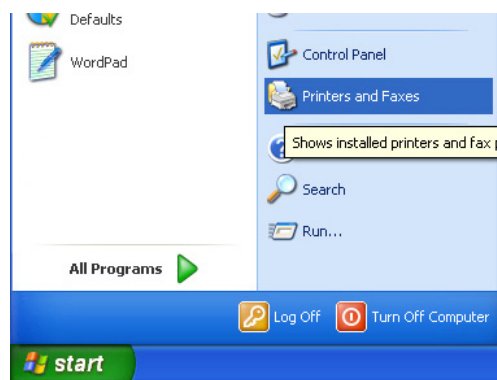 Defaults
WordPad
Control Panel
Printers and Faxes
Shows installed printers and fax
Search
Run...
All Programs
Log Off
Turn Off Computer
start